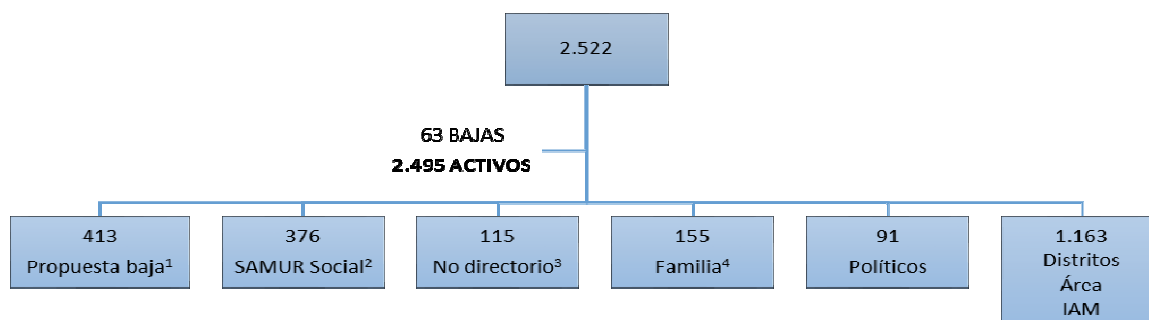 2.522
63 BAJAS
2.495 ACTIVOS
413
Propuesta baja¹
376
SAMUR Social²
115
No directorio³
155
Familia⁴
91
Políticos
1.163
Distritos
Área
IAM